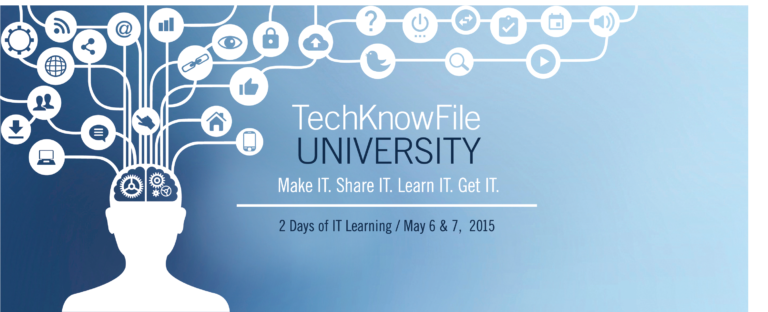 TechKnowFile
UNIVERSITY
Make IT. Share IT. Learn IT. Get IT.
2 Days of IT Learning / May 6 & 7, 2015